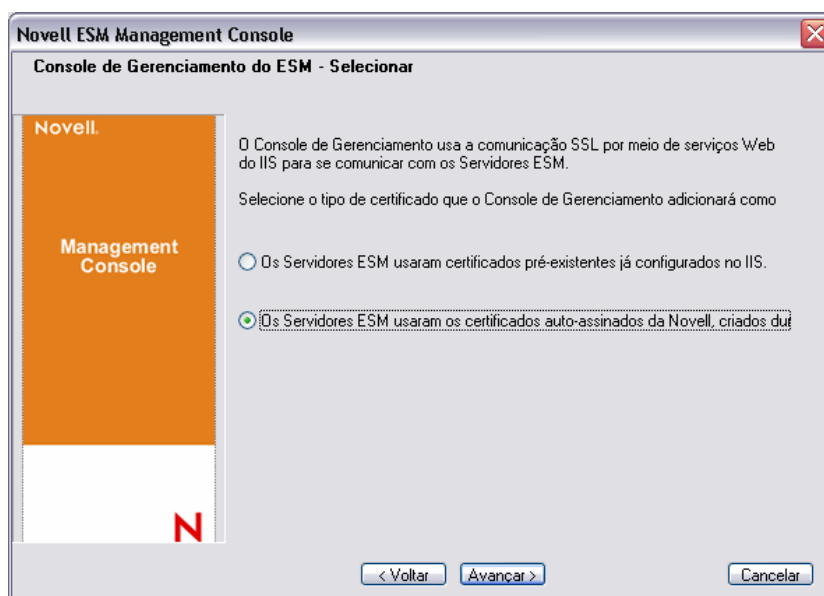 Novell ESM Management Console
Console de Gerenciamento do ESM - Selecionar
Novell.
Management
Console
O Console de Gerenciamento usa a comunicação SSL por meio de serviços Web
do IIS para se comunicar com os Servidores ESM.
Selecione o tipo de certificado que o Console de Gerenciamento adicionará como
Os Servidores ESM usaram certificados pré-existentes já configurados no IIS.
Os Servidores ESM usaram os certificados auto-assinados da Novell, criados
N
< Voltar
Avançar >
Cancelar